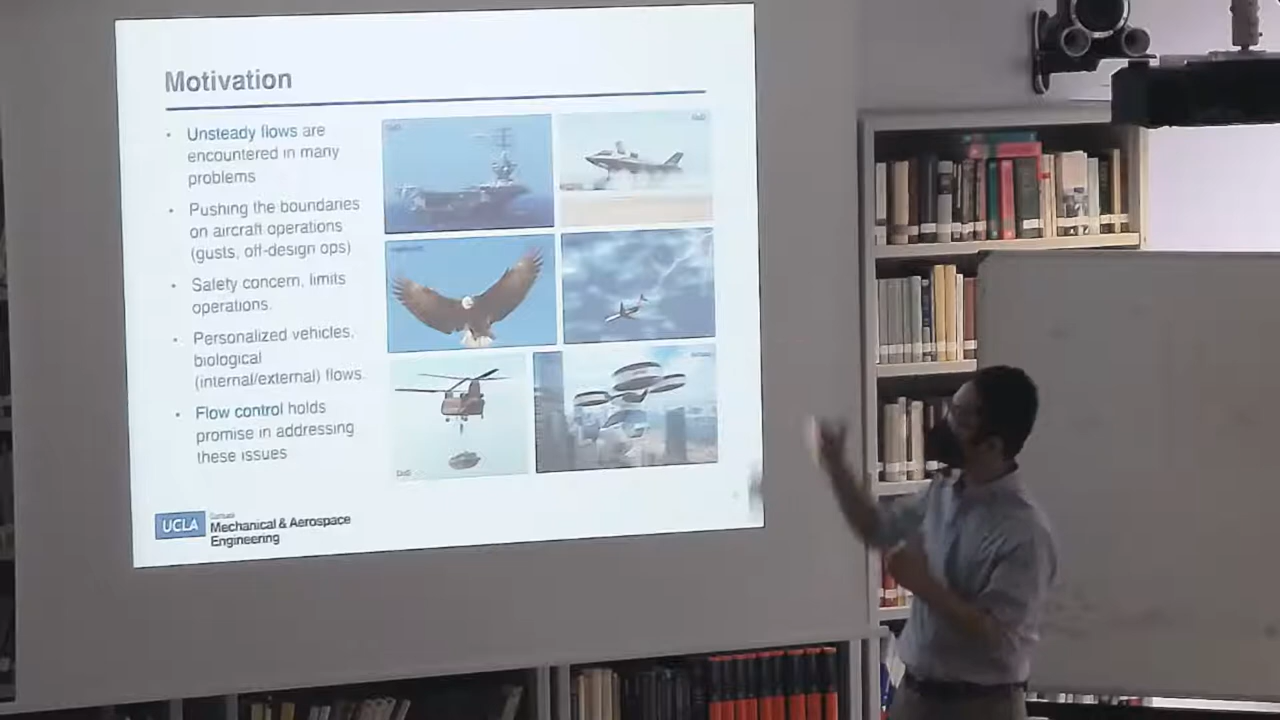 Motivation
• Unsteady flows are
encountered in many
problems
• Pushing the boundaries
on aircraft operations
(gusts, off-design ops)
• Safety concern, limits
operations.
• Personalized vehicles,
biological
(internal/external) flows.
• Flow control holds
promise in addressing
these issues
DoD
UCLA
Samueli
Mechanical & Aerospace
Engineering